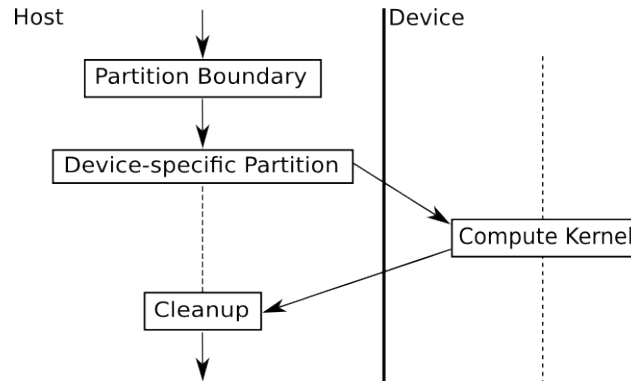 Host
Device
Partition Boundary
Device-specific Partition
Compute Kernel
Cleanup